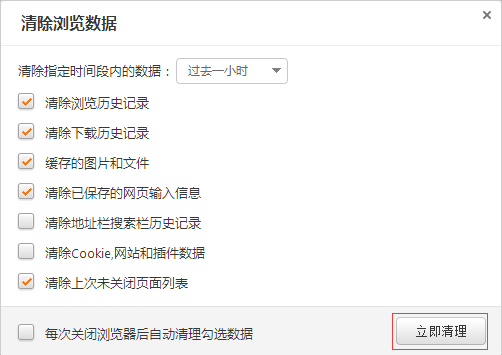 清除浏览数据
清除指定时间段内的数据： 过去一小时
清除浏览历史记录
清除下载历史记录
缓存的图片和文件
清除已保存的网页输入信息
清除地址栏搜索栏历史记录
清除Cookie,网站和插件数据
清除上次未关闭页面列表
每次关闭浏览器后自动清理勾选数据 立即清理